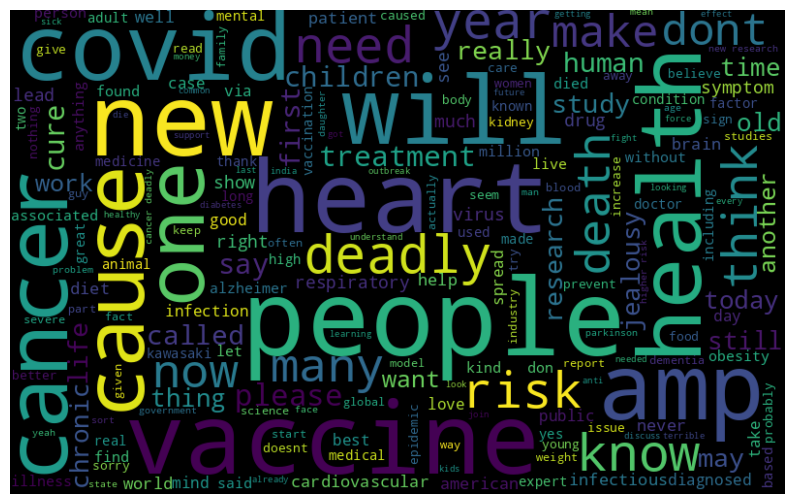 person
adult
well
mental
patient
caused
year
make
dont
getting
mean
effect
sick
covid
need
give
read
family
really
new research
money
children
see
care
away
human
believe
time
case
daughter
women
future
common
lead
found
via
first
vaccination
died
body
known
study
condition
symptom
two
nothing
anything
cure
new
die
support
got
much
million
kidney
will
age
force
factor
sign
studies
old
medicine
thank
treatment
drug
fight
brain
work
guy
last
india
outbreak
live
man
without
health
think
diabetes
heart
blood
increase
doctor
looking
every
associated
healthy
cancer deadly
one
show
long
seem
actually
virus
used
research
death
including
another
great
cause
keep
good
understand
problem
animal
right
often
say
high
deadly
spread
made
try
prevent
jealousy
higher risk
today
cancer
diet
infection
alzheimer
respiratory
help
industry
day
severe
part
fact
people
learning
parkinson
food
still
chronic
life
called
kawasaki
let
model
kind
don
report
needed
dementia
obesity
better
given
now
many
want
look
risk
anti
amp
thing
please
love
public
issue
never
discuss
terrible
take
based
probably
yeah
sort
government
science
face
global
epidemic
join
yes
young
know
may
real
find
vaccine
start
best
way
doesnt
medical
weight
illness
sorry
world
mind
said
cardiovascular
american
expert
infectious
diagnosed
state
already
kids